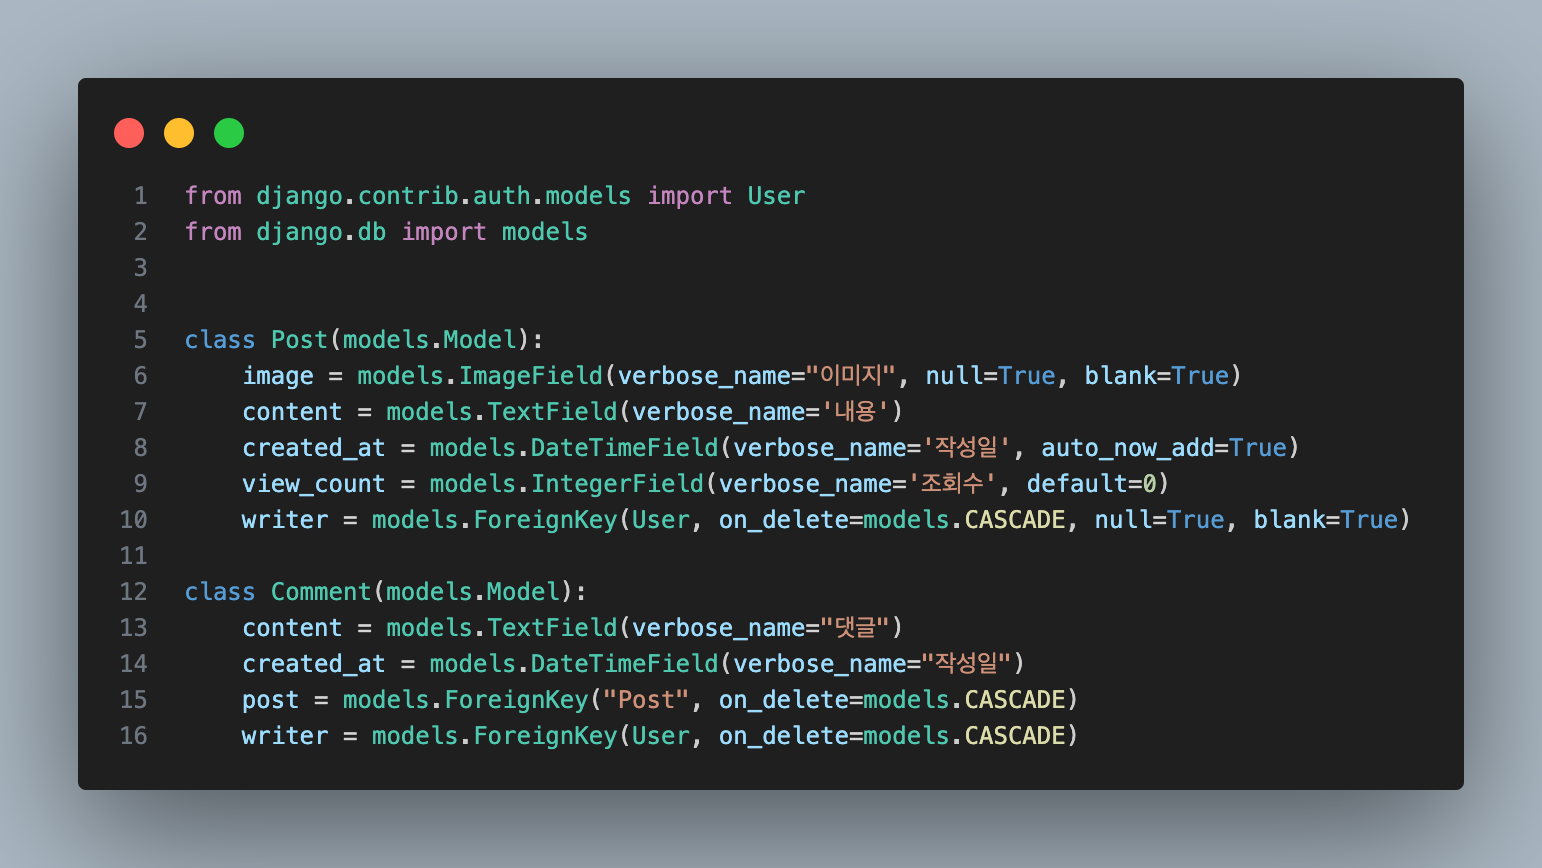 1 from django.contrib.auth.models import User
2 from django.db import models
3
4
5 class Post(models.Model):
6     image = models.ImageField(verbose_name="이미지", null=True, blank=True)
7     content = models.TextField(verbose_name='내용')
8     created_at = models.DateTimeField(verbose_name='작성일', auto_now_add=True)
9     view_count = models.IntegerField(verbose_name='조회수', default=0)
10     writer = models.ForeignKey(User, on_delete=models.CASCADE, null=True, blank=True)
11
12 class Comment(models.Model):
13     content = models.TextField(verbose_name="댓글")
14     created_at = models.DateTimeField(verbose_name="작성일")
15     post = models.ForeignKey("Post", on_delete=models.CASCADE)
16     writer = models.ForeignKey(User, on_delete=models.CASCADE)